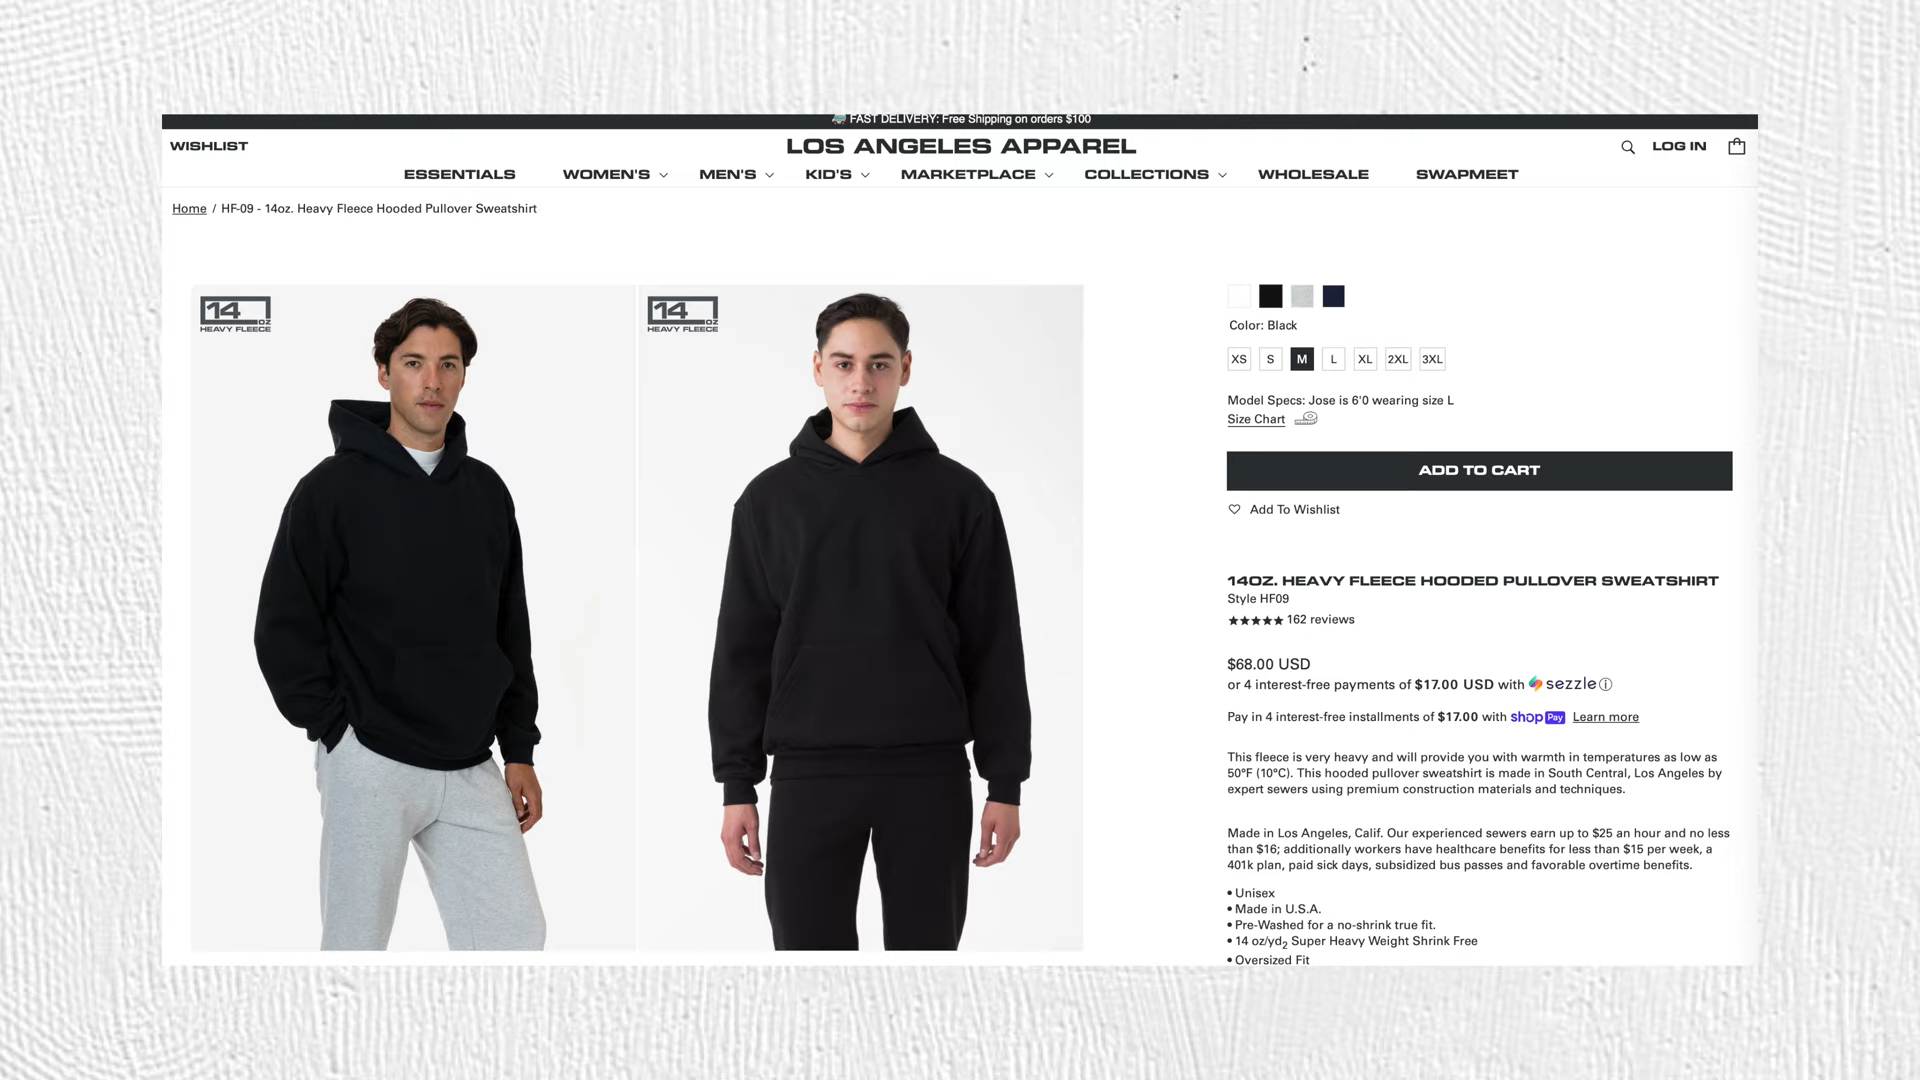 FAST DELIVERY: Free Shipping on orders $100
WISHLIST
LOS ANGELES APPAREL
LOG IN
ESSENTIALS WOMEN'S MEN'S KID'S MARKETPLACE COLLECTIONS WHOLESALE SWAPMEET
Home / HF-09 - 14oz. Heavy Fleece Hooded Pullover Sweatshirt
14 OZ
HEAVY FLEECE
14 OZ
HEAVY FLEECE
Color: Black
XS S M L XL 2XL 3XL
Model Specs: Jose is 6'0 wearing size L
Size Chart
ADD TO CART
Add To Wishlist
14OZ. HEAVY FLEECE HOODED PULLOVER SWEATSHIRT
Style HF09
★★★★★ 162 reviews
$68.00 USD
or 4 interest-free payments of $17.00 USD with sezzle ⓘ
Pay in 4 interest-free installments of $17.00 with shop Pay Learn more
This fleece is very heavy and will provide you with warmth in temperatures as low as
50°F (10°C). This hooded pullover sweatshirt is made in South Central, Los Angeles by
expert sewers using premium construction materials and techniques.
Made in Los Angeles, Calif. Our experienced sewers earn up to $25 an hour and no less
than $16; additionally workers have healthcare benefits for less than $15 per week, a
401k plan, paid sick days, subsidized bus passes and favorable overtime benefits.
• Unisex
• Made in U.S.A.
• Pre-Washed for a no-shrink true fit.
• 14 oz/yd₂ Super Heavy Weight Shrink Free
• Oversized Fit